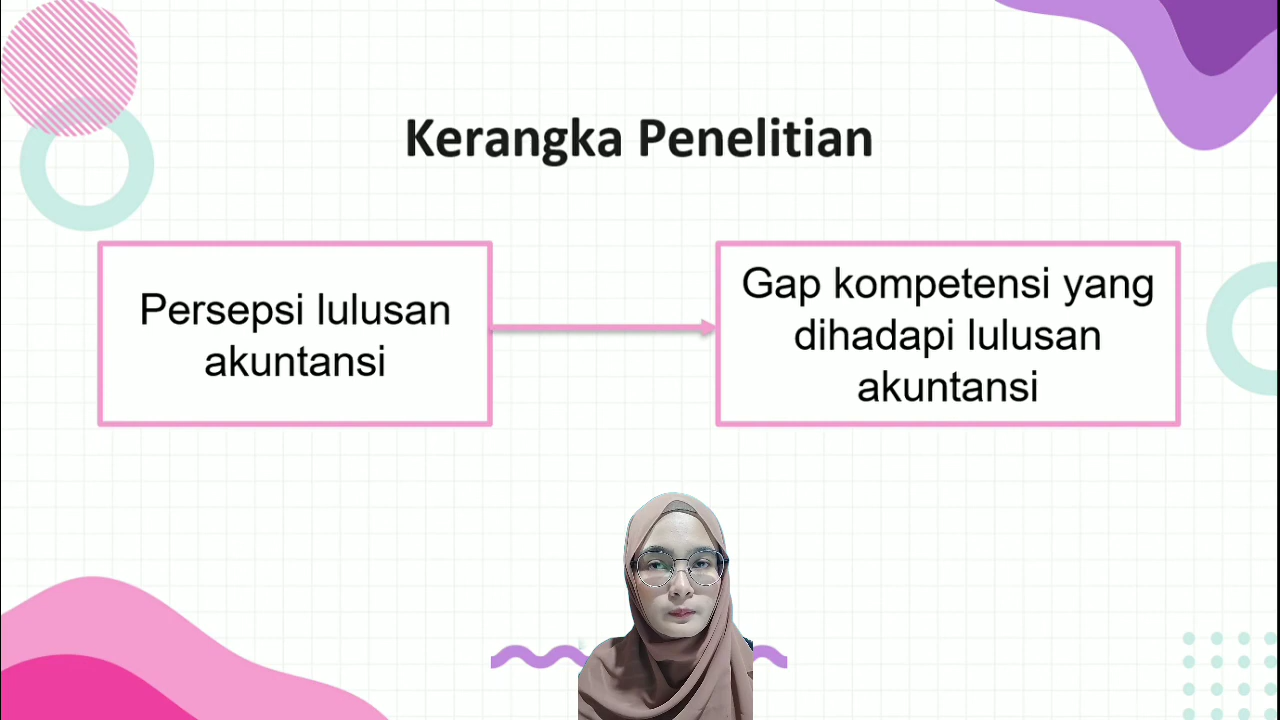 Kerangka Penelitian
Persepsi lulusan
akuntansi
Gap kompetensi yang
dihadapi lulusan
akuntansi